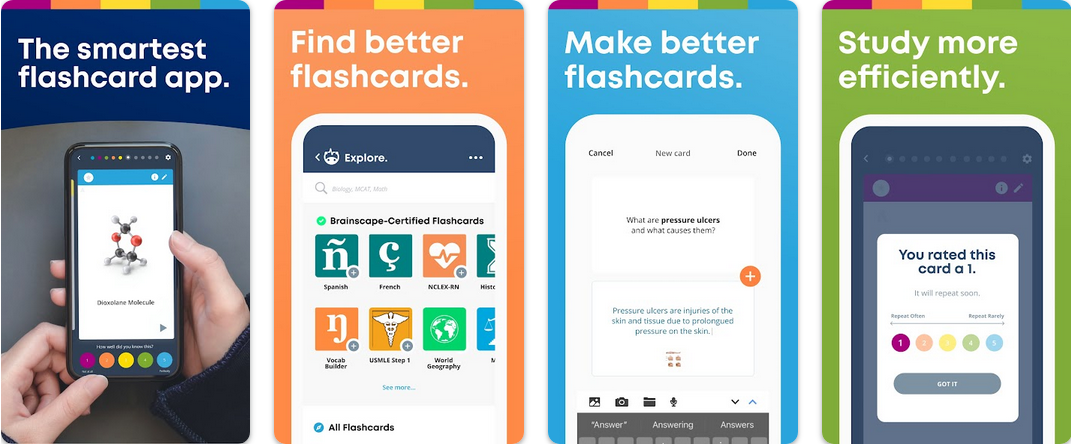 The smartest
flashcard app.
Dioxolane Molecule
How well did you know this?
1
2
3
4
5
Find better
flashcards.
Explore.
Biology, MCAT, Math
Brainscape-Certified Flashcards
ñ
ç
Spanish
French
NCLEX-RN
Histo
ŋ
Vocab
Builder
USMLE Step 1
World
Geography
M
See more...
All Flashcards
Make better
flashcards.
Cancel
New card
Done
What are pressure ulcers
and what causes them?
Pressure ulcers are injuries of the
skin and tissue due to prolonged
pressure on the skin.
"Answer"
Answering
Answers
Study more
efficiently.
You rated this
card a 1.
It will repeat soon.
Repeat Often
Repeat Rarely
1
2
3
4
5
GOT IT